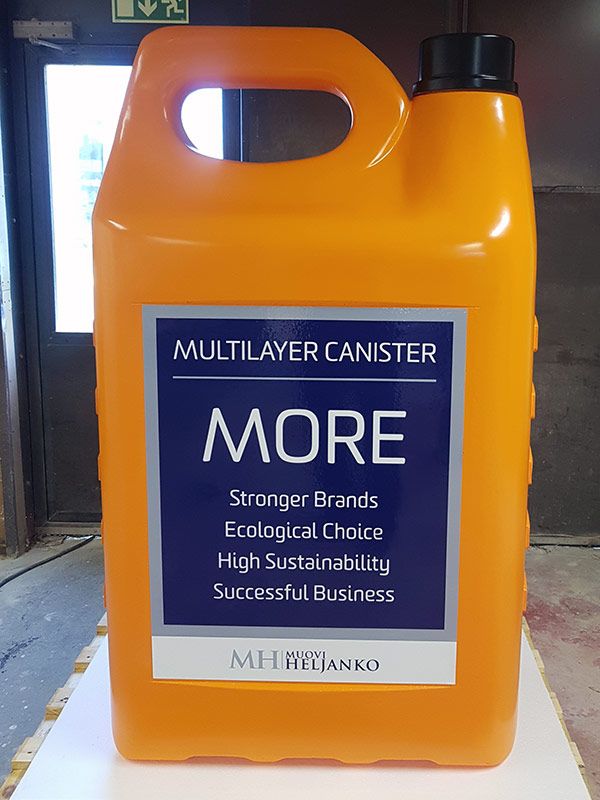 MULTILAYER CANISTER
MORE
Stronger Brands
Ecological Choice
High Sustainability
Successful Business
MH MUOVI
HELJANKO